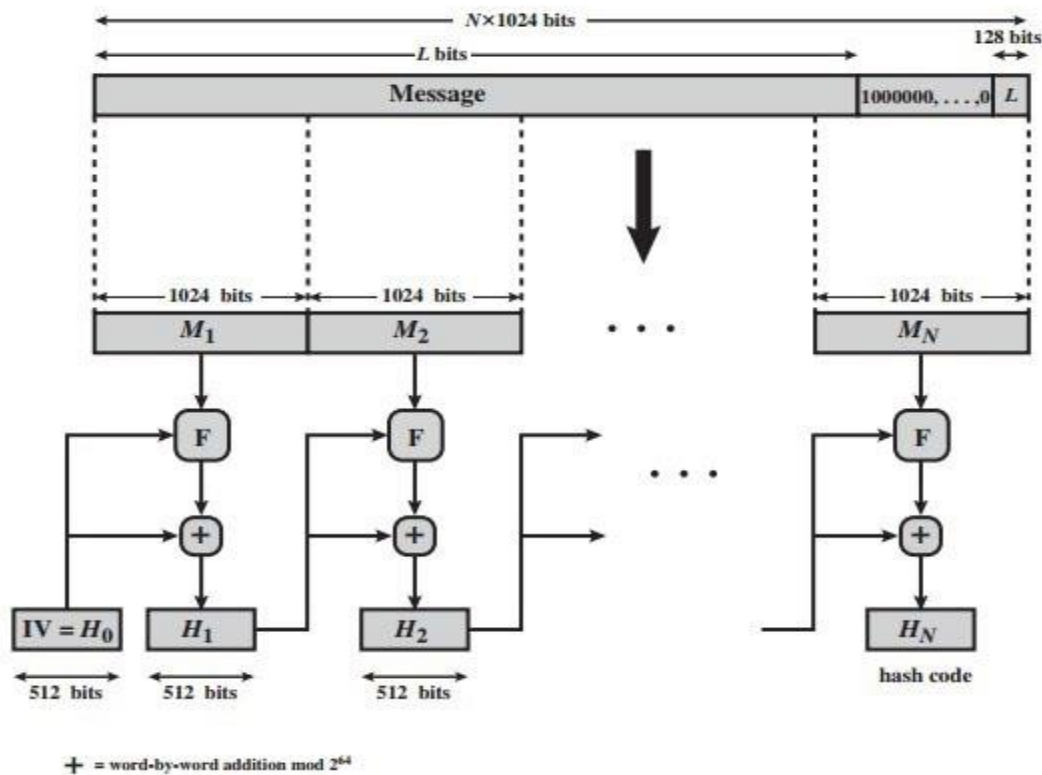 N×1024 bits
128 bits
L bits
Message 1000000, . . . ,0 L
1024 bits 1024 bits 1024 bits
M1 M2 . . . MN
F F F
. . .
+ + +
IV = H0 H1 H2 HN
hash code
512 bits 512 bits 512 bits
+ = word-by-word addition mod 2^64